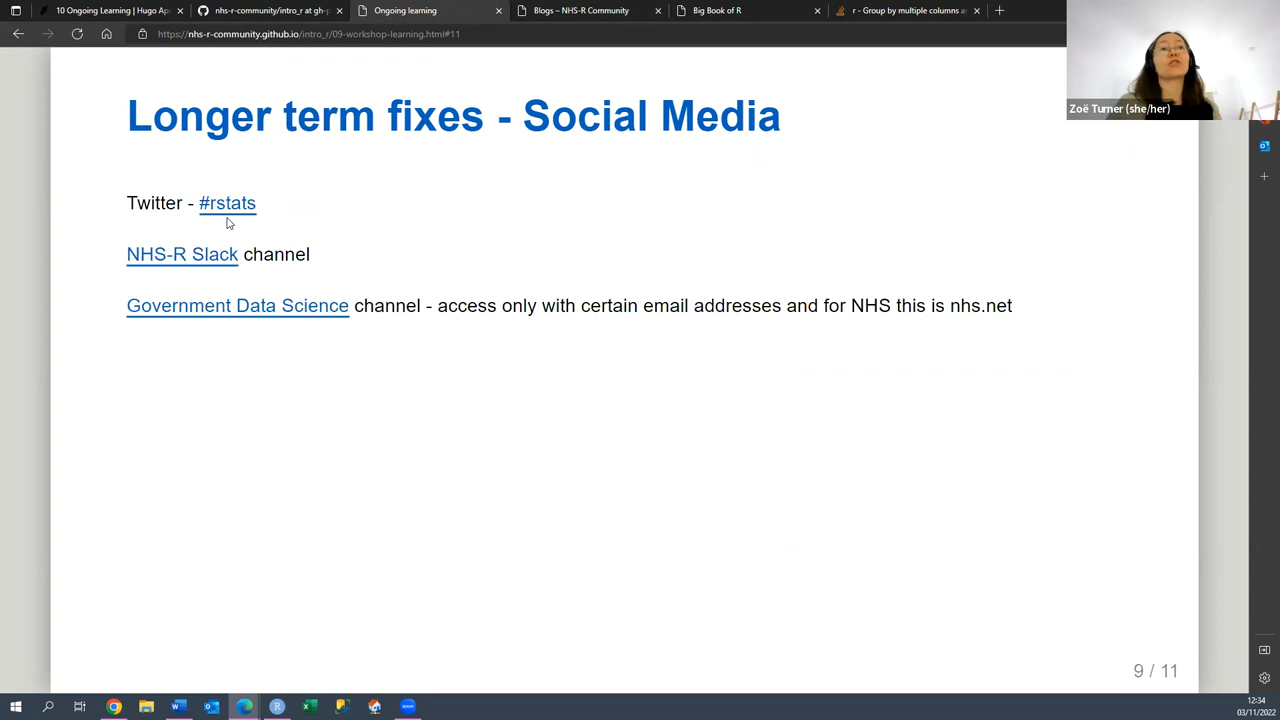 10 Ongoing Learning | Hugo Ap
nhs-r-community/intro_r at gh-p
Ongoing learning
Blogs – NHS-R Community
Big Book of R
r - Group by multiple columns a
https://nhs-r-community.github.io/intro_r/09-workshop-learning.html#11
Zoë Turner (she/her)
Longer term fixes - Social Media
Twitter - #rstats
NHS-R Slack channel
Government Data Science channel - access only with certain email addresses and for NHS this is nhs.net
9 / 11
12:34
03/11/2022